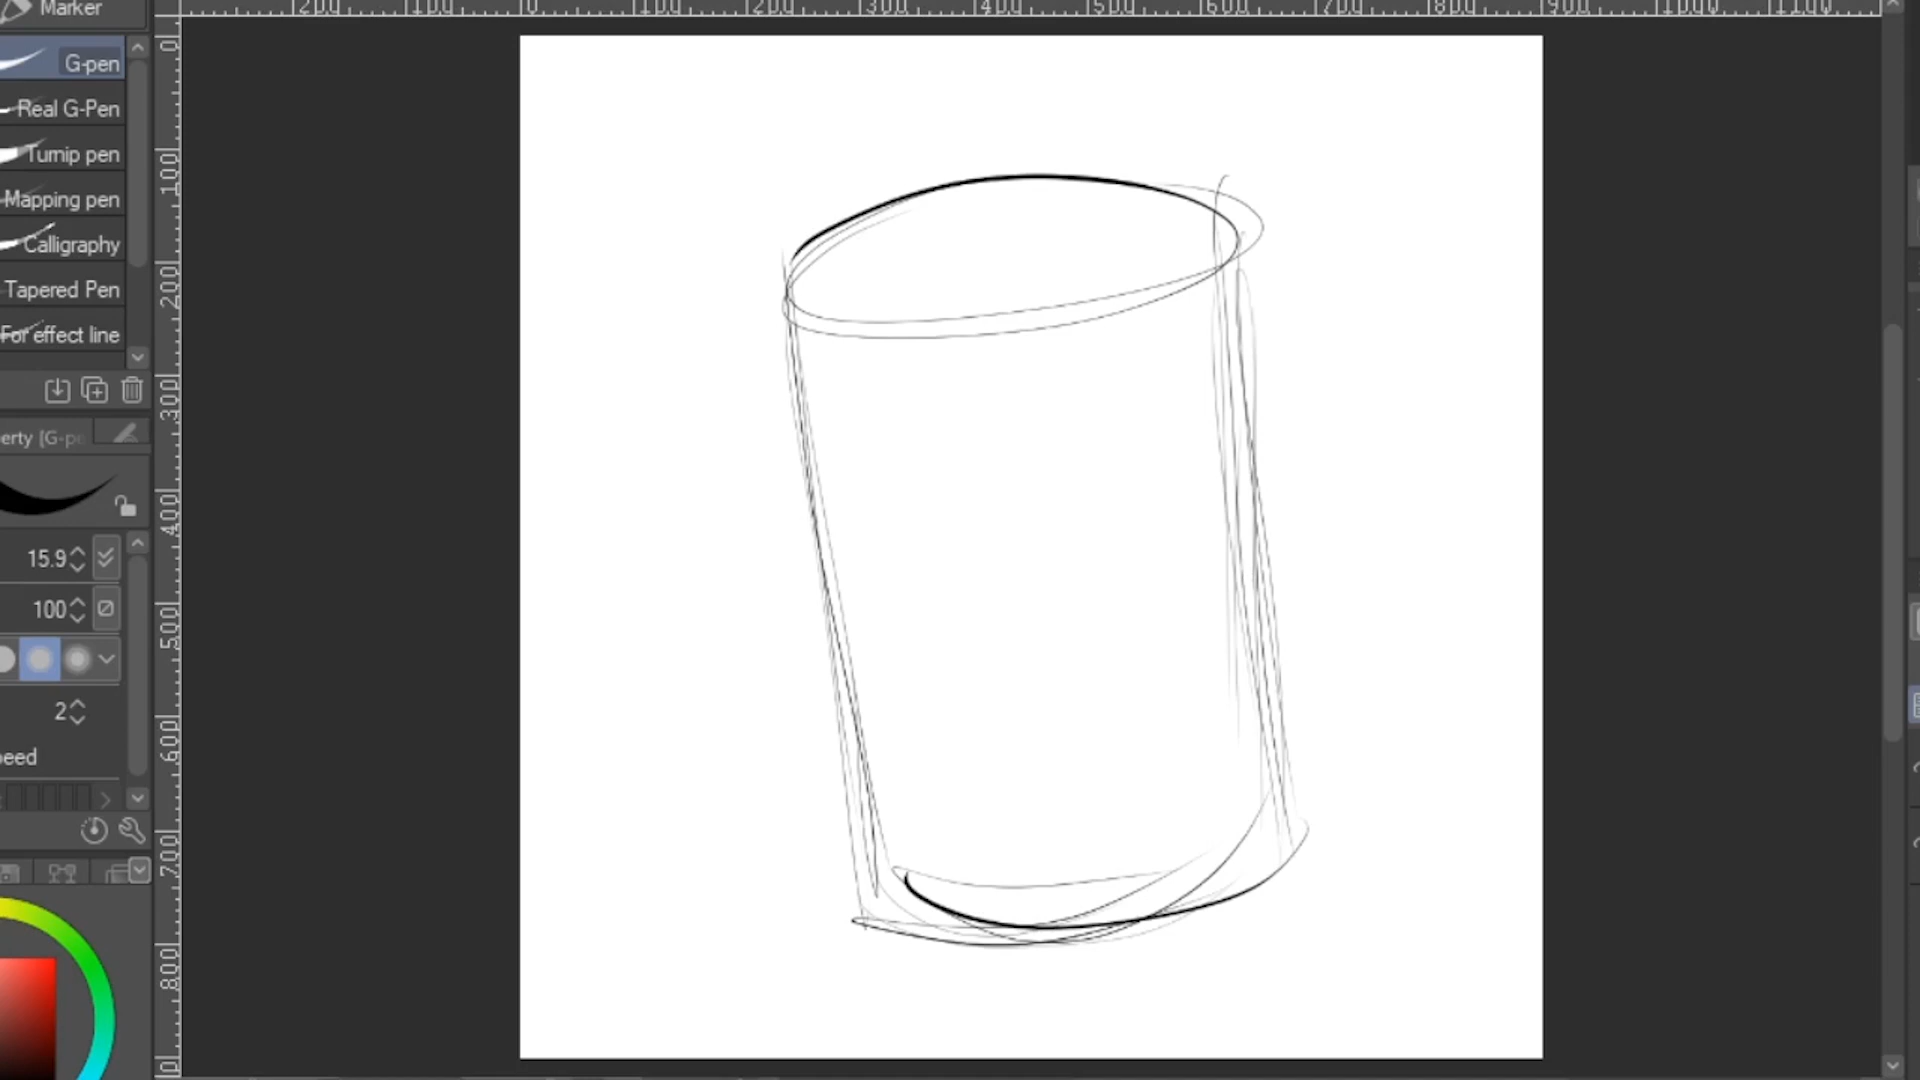 Marker
G-pen
Real G-Pen
Turnip pen
Mapping pen
Calligraphy
Tapered Pen
For effect line
erty (G-pe
15.9
100
2
eed
200 100 0 100 200 300 400 500 600 700 800 900 1000 1100
0
100
200
300
400
500
600
700
800